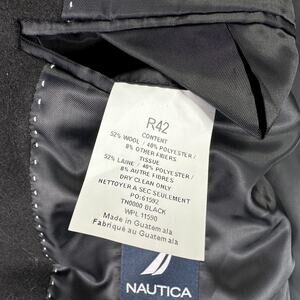 R42
CONTENT
52% WOOL / 40% POLYESTER /
8% OTHER FIBERS
TISSUE
52% LAINE / 40% POLYESTER /
8% AUTRE FIBRES
DRY CLEAN ONLY
NETTOYER A SEC SEULEMENT
PO:61592
TN0000 BLACK
WPL 11590
Made in Guatemala
Fabriqué au Guatemala
NAUTICA